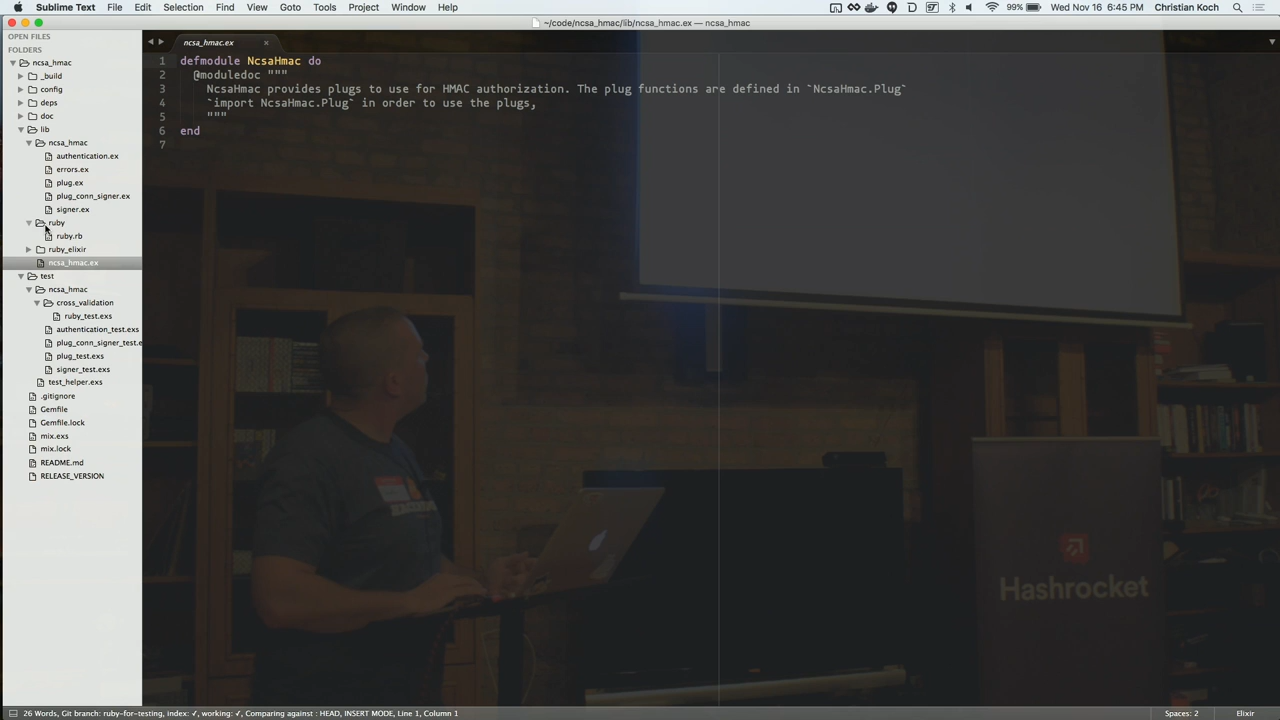 Sublime Text File Edit Selection Find View Goto Tools Project Window Help 99% Wed Nov 16 6:45 PM Christian Koch
~/code/ncsa_hmac/lib/ncsa_hmac.ex — ncsa_hmac
OPEN FILES
FOLDERS
ncsa_hmac
_build
config
deps
doc
lib
ncsa_hmac
authentication.ex
errors.ex
plug.ex
plug_conn_signer.ex
signer.ex
ruby
ruby.rb
ruby_elixir
ncsa_hmac.ex
test
ncsa_hmac
cross_validation
ruby_test.exs
authentication_test.exs
plug_conn_signer_test.e
plug_test.exs
signer_test.exs
test_helper.exs
.gitignore
Gemfile
Gemfile.lock
mix.exs
mix.lock
README.md
RELEASE_VERSION
ncsa_hmac.ex ×
1 defmodule NcsaHmac do
2 @moduledoc """
3 NcsaHmac provides plugs to use for HMAC authorization. The plug functions are defined in `NcsaHmac.Plug`
4 `import NcsaHmac.Plug` in order to use the plugs,
5 """
6 end
7
Hashrocket
26 Words, Git branch: ruby-for-testing, index: ✓, working: ✓, Comparing against : HEAD, INSERT MODE, Line 1, Column 1 Spaces: 2 Elixir